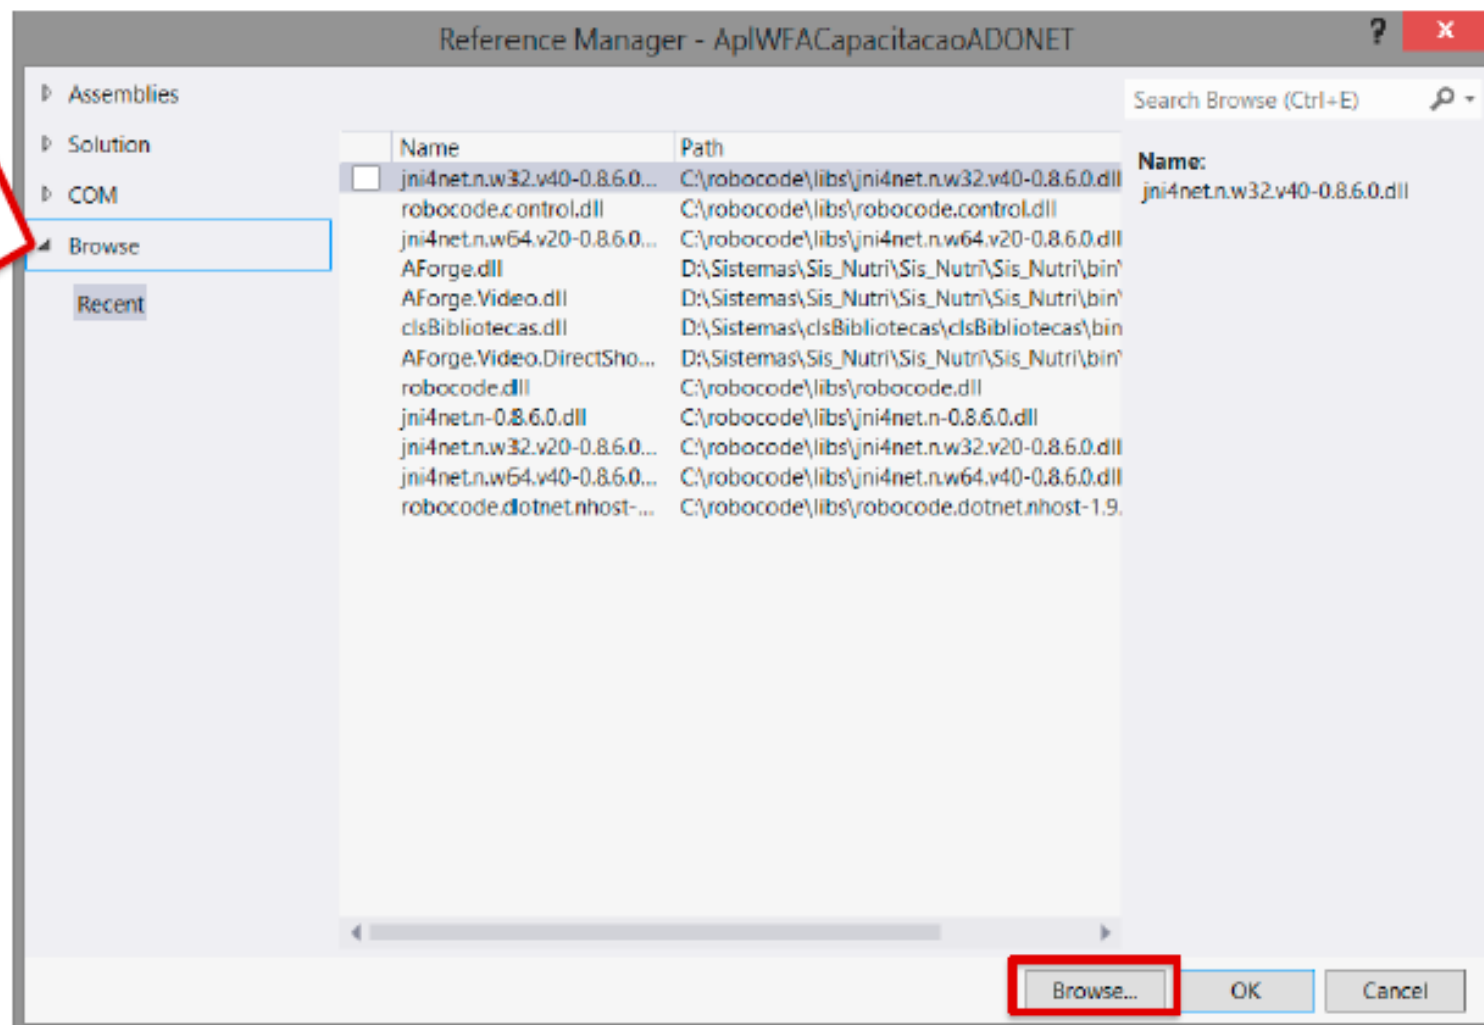 Reference Manager - AplWFACapacitacaoADONET
?
x
Assemblies
Solution
COM
Browse
Recent
Search Browse (Ctrl+E)
Name Path
jni4net.n.w32.v40-0.8.6.0... C:\robocode\libs\jni4net.n.w32.v40-0.8.6.0.dll
robocode.control.dll C:\robocode\libs\robocode.control.dll
jni4net.n.w64.v20-0.8.6.0... C:\robocode\libs\jni4net.n.w64.v20-0.8.6.0.dll
AForge.dll D:\Sistemas\Sis_Nutri\Sis_Nutri\Sis_Nutri\bin\
AForge.Video.dll D:\Sistemas\Sis_Nutri\Sis_Nutri\Sis_Nutri\bin\
clsBibliotecas.dll D:\Sistemas\clsBibliotecas\clsBibliotecas\bin
AForge.Video.DirectSho... D:\Sistemas\Sis_Nutri\Sis_Nutri\Sis_Nutri\bin\
robocode.dll C:\robocode\libs\robocode.dll
jni4net.n-0.8.6.0.dll C:\robocode\libs\jni4net.n-0.8.6.0.dll
jni4net.n.w32.v20-0.8.6.0... C:\robocode\libs\jni4net.n.w32.v20-0.8.6.0.dll
jni4net.n.w64.v40-0.8.6.0... C:\robocode\libs\jni4net.n.w64.v40-0.8.6.0.dll
robocode.dotnet.nhost-... C:\robocode\libs\robocode.dotnet.nhost-1.9.
Name:
jni4net.n.w32.v40-0.8.6.0.dll
Browse... OK Cancel